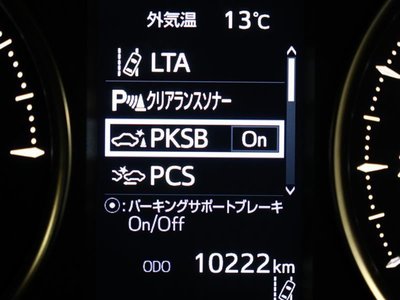 外気温 13℃
LTA
P クリアランスソナー
PKSB On
PCS
:パーキングサポートブレーキ
On/Off
ODO 10222km